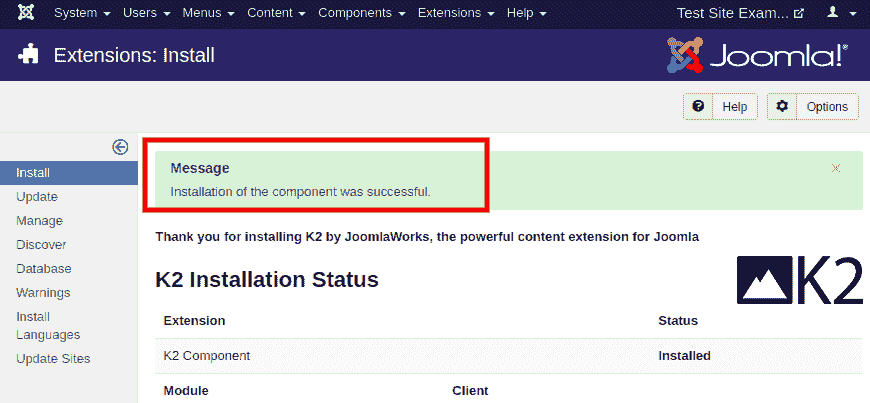 System Users Menus Content Components Extensions Help Test Site Exam...
Extensions: Install Joomla!®
Help Options
Message
Installation of the component was successful.
Install
Update
Manage
Discover
Database
Warnings
Install
Languages
Update Sites
Thank you for installing K2 by JoomlaWorks, the powerful content extension for Joomla
K2 Installation Status
K2
Extension Status
K2 Component Installed
Module Client